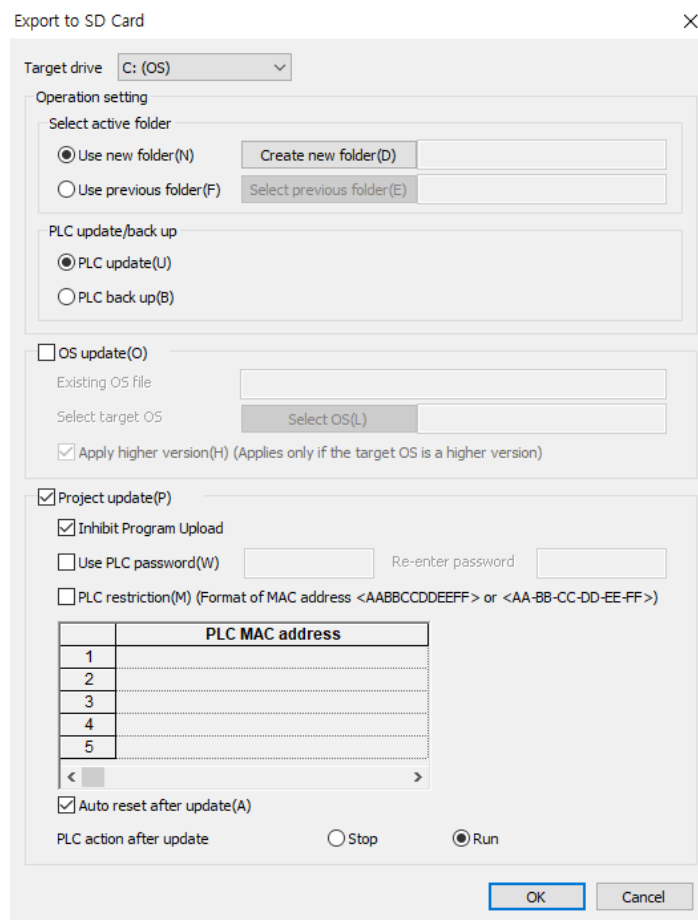 Export to SD Card
Target drive C: (OS)
Operation setting
Select active folder
Use new folder(N) Create new folder(D)
Use previous folder(F) Select previous folder(E)
PLC update/back up
PLC update(U)
PLC back up(B)
OS update(O)
Existing OS file
Select target OS Select OS(L)
Apply higher version(H) (Applies only if the target OS is a higher version)
Project update(P)
Inhibit Program Upload
Use PLC password(W) Re-enter password
PLC restriction(M) (Format of MAC address <AABBCCDDEEFF> or <AA-BB-CC-DD-EE-FF>)
PLC MAC address
1
2
3
4
5
Auto reset after update(A)
PLC action after update Stop Run
OK Cancel